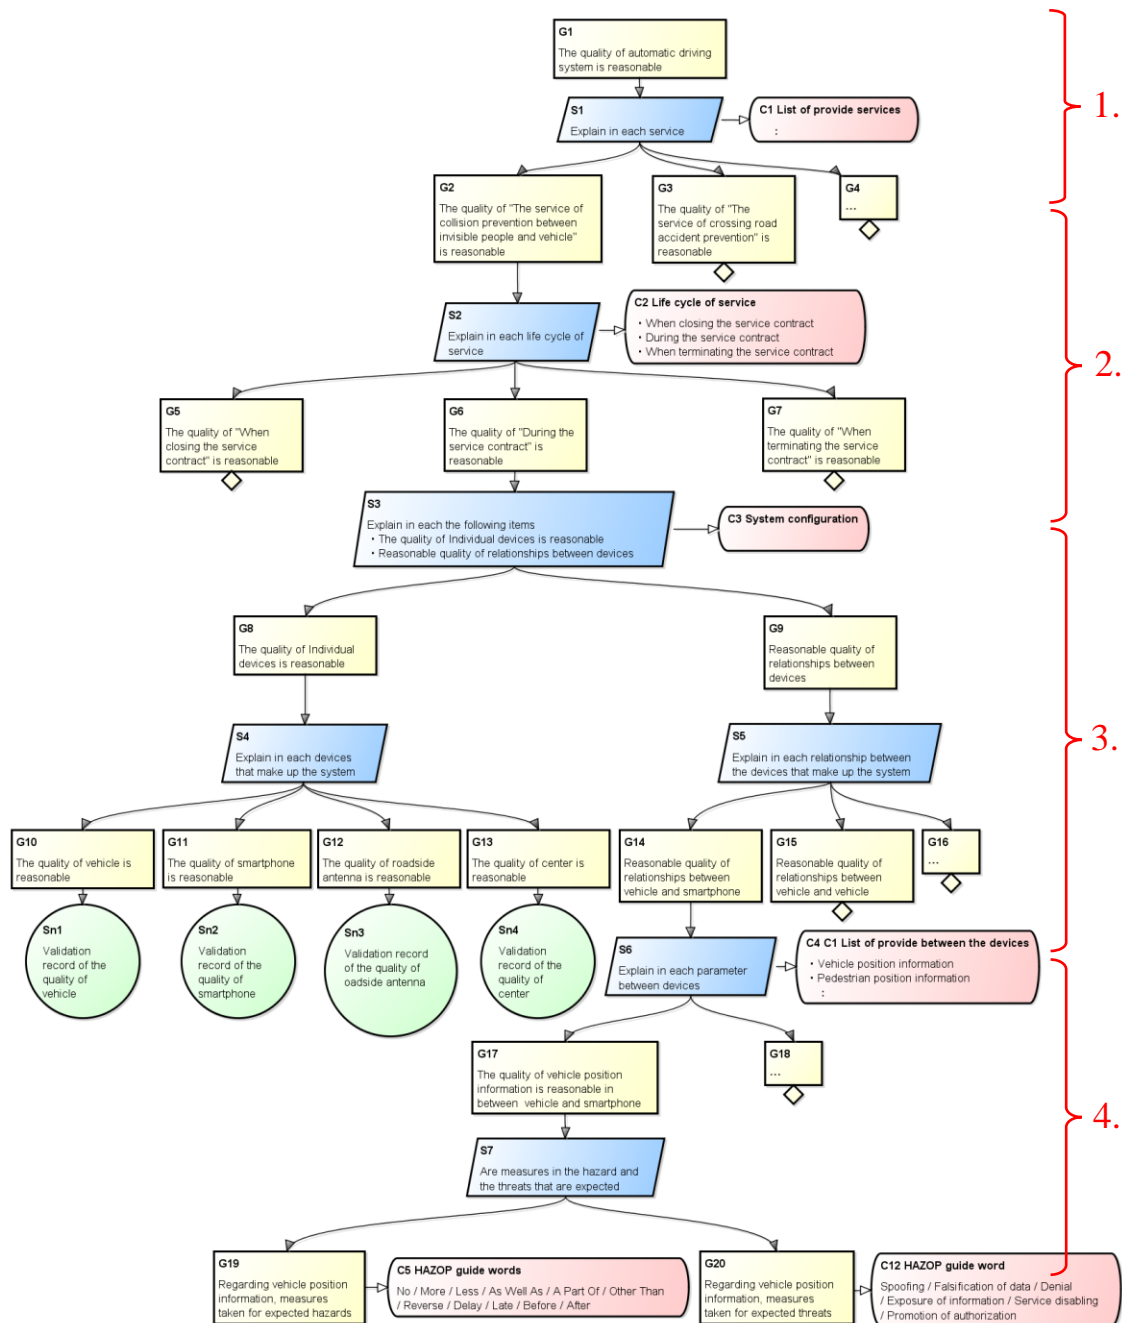 G1
The quality of automatic driving
system is reasonable
S1
Explain in each service
C1 List of provide services
:
1.
G2
The quality of "The service of
collision prevention between
invisible people and vehicle"
is reasonable
G3
The quality of "The
service of crossing road
accident prevention" is
reasonable
G4
...
S2
Explain in each life cycle of
service
C2 Life cycle of service
・When closing the service contract
・During the service contract
・When terminating the service contract
2.
G5
The quality of "When
closing the service
contract" is reasonable
G6
The quality of "During the
service contract" is
reasonable
G7
The quality of "When
terminating the service
contract" is reasonable
S3
Explain in each the following items
・The quality of Individual devices is reasonable
・Reasonable quality of relationships between devices
C3 System configuration
G8
The quality of Individual
devices is reasonable
G9
Reasonable quality of
relationships between
devices
S4
Explain in each devices
that make up the system
S5
Explain in each relationship between
the devices that make up the system
3.
G10
The quality of vehicle is
reasonable
G11
The quality of smartphone
is reasonable
G12
The quality of roadside
antenna is reasonable
G13
The quality of center is
reasonable
G14
Reasonable quality of
relationships between
vehicle and smartphone
G15
Reasonable quality of
relationships between
vehicle and vehicle
G16
...
Sn1
Validation
record of the
quality of
vehicle
Sn2
Validation
record of the
quality of
smartphone
Sn3
Validation record
of the quality of
oadside antenna
Sn4
Validation
record of the
quality of
center
S6
Explain in each parameter
between devices
C4 C1 List of provide between the devices
・Vehicle position information
・Pedestrian position information
:
G17
The quality of vehicle position
information is reasonable in
between vehicle and smartphone
G18
...
4.
S7
Are measures in the hazard and
the threats that are expected
G19
Regarding vehicle position
information, measures
taken for expected hazards
C5 HAZOP guide words
No / More / Less / As Well As / A Part Of / Other Than
/ Reverse / Delay / Late / Before / After
G20
Regarding vehicle position
information, measures
taken for expected threats
C12 HAZOP guide word
Spoofing / Falsification of data / Denial
/ Exposure of information / Service disabling
/ Promotion of authorization